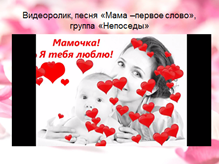 Видеоролик, песня «Мама –первое слово»,
группа «Непоседы»
Мамочка!
Я тебя люблю!